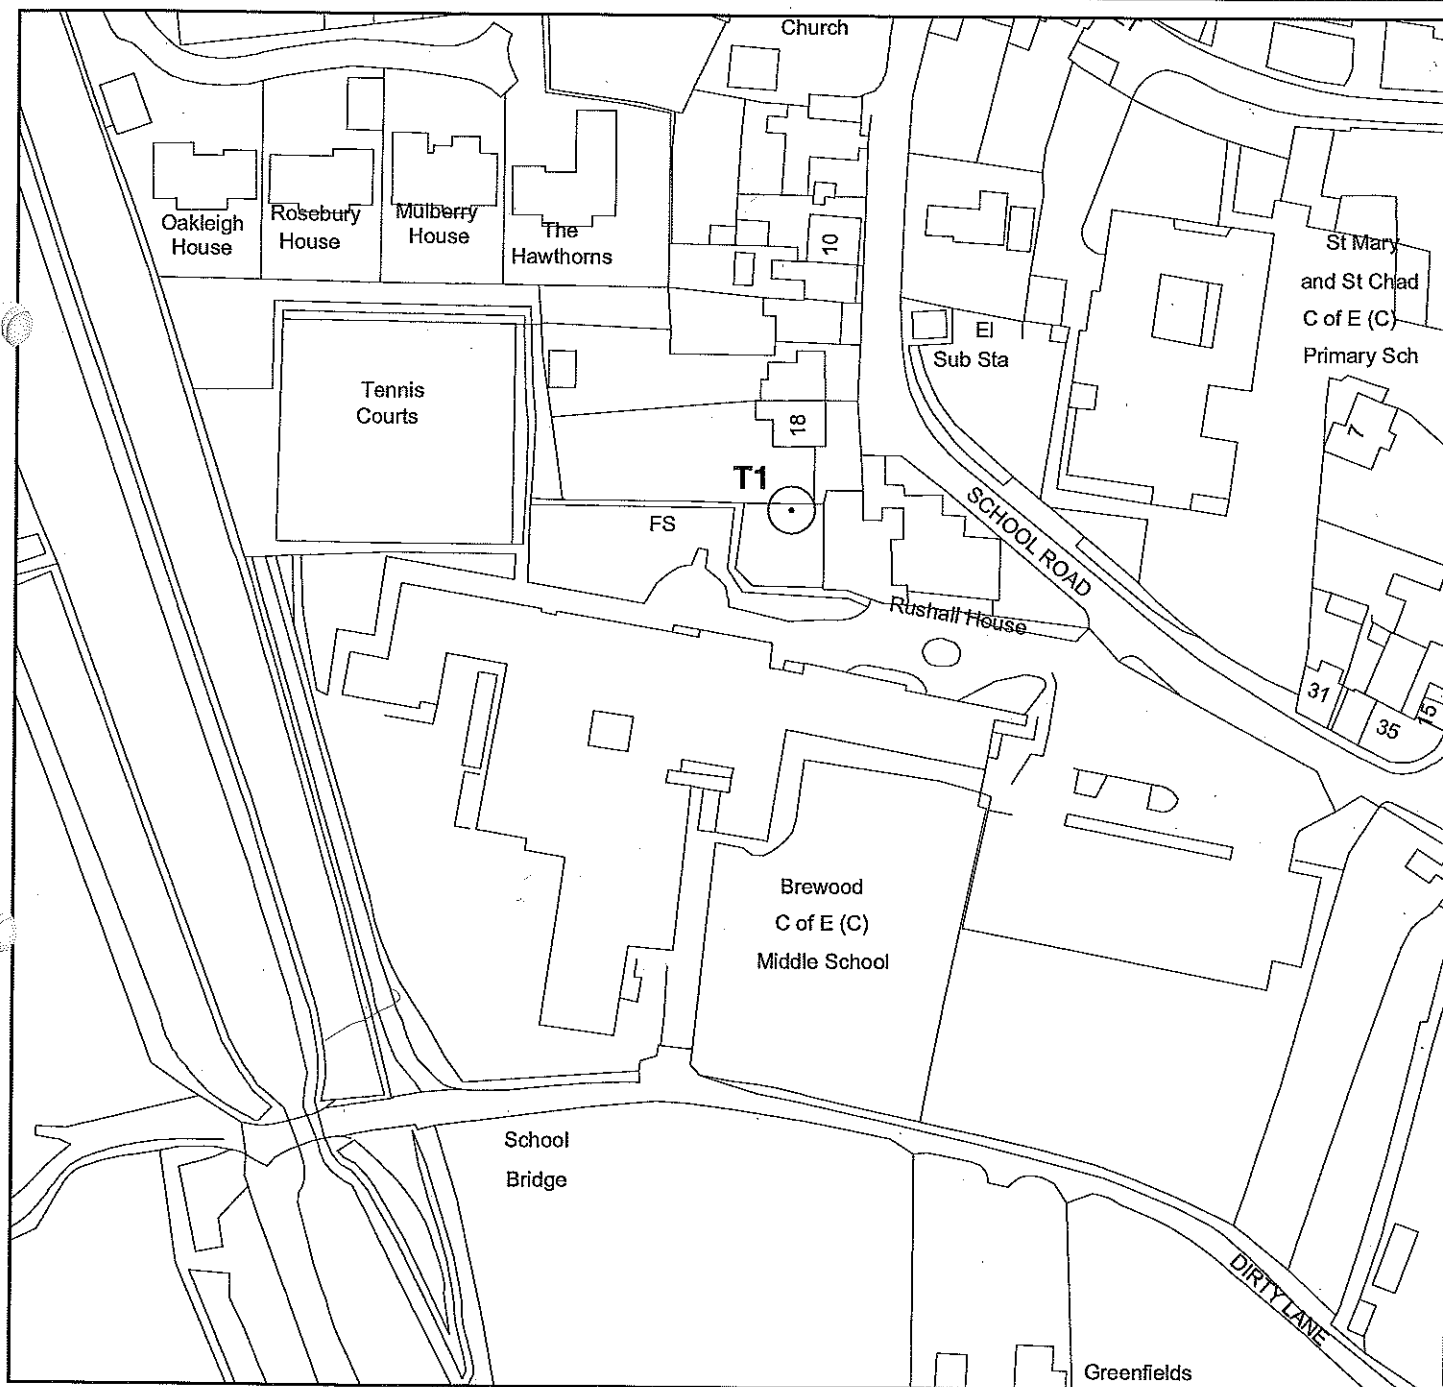 Church
Oakleigh
House
Rosebury
House
Mulberry
House
The
Hawthorns
10
St Mary
and St Chad
C of E (C)
Primary Sch
El
Sub Sta
Tennis
Courts
18
7
T1
FS
SCHOOL ROAD
Rushall House
31
35
15
Brewood
C of E (C)
Middle School
School
Bridge
DIRTY LANE
Greenfields